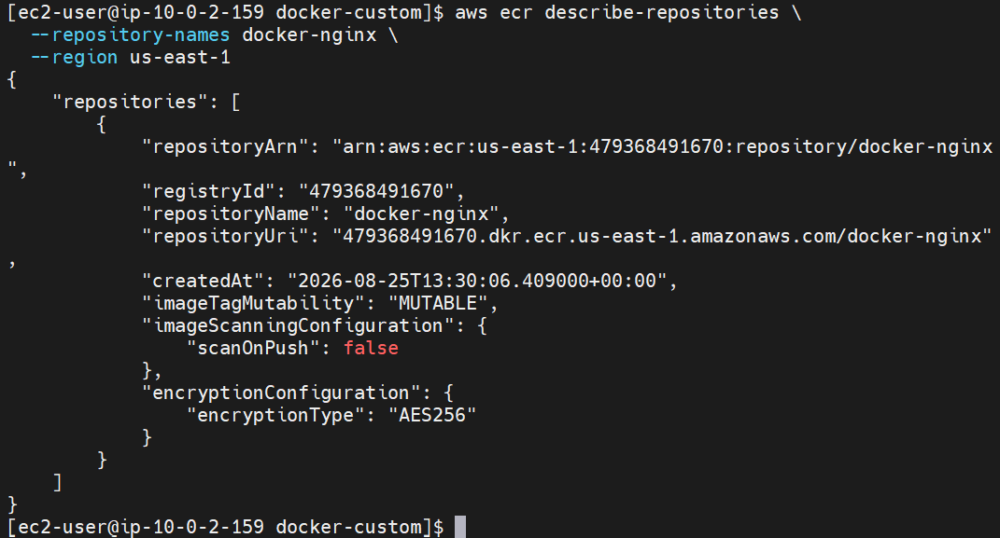 [ec2-user@ip-10-0-2-159 docker-custom]$ aws ecr describe-repositories \
  --repository-names docker-nginx \
  --region us-east-1
{
    "repositories": [
        {
            "repositoryArn": "arn:aws:ecr:us-east-1:479368491670:repository/docker-nginx
",
            "registryId": "479368491670",
            "repositoryName": "docker-nginx",
            "repositoryUri": "479368491670.dkr.ecr.us-east-1.amazonaws.com/docker-nginx"
,
            "createdAt": "2026-08-25T13:30:06.409000+00:00",
            "imageTagMutability": "MUTABLE",
            "imageScanningConfiguration": {
                "scanOnPush": false
            },
            "encryptionConfiguration": {
                "encryptionType": "AES256"
            }
        }
    ]
}
[ec2-user@ip-10-0-2-159 docker-custom]$